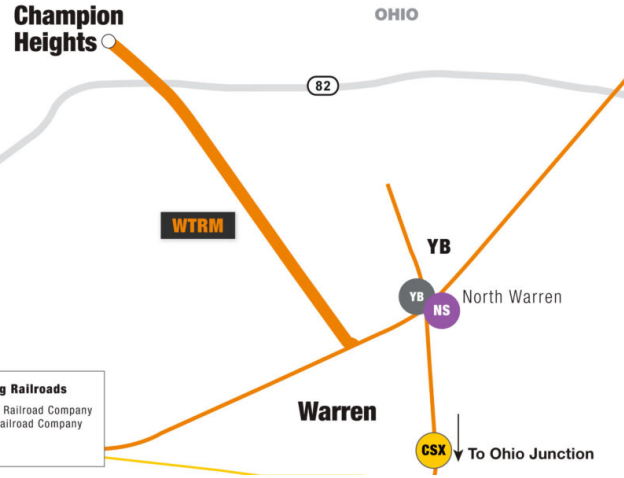 Champion
Heights
OHIO
82
WTRM
YB
YB
NS
North Warren
g Railroads
Railroad Company
ailroad Company
Warren
CSX
To Ohio Junction